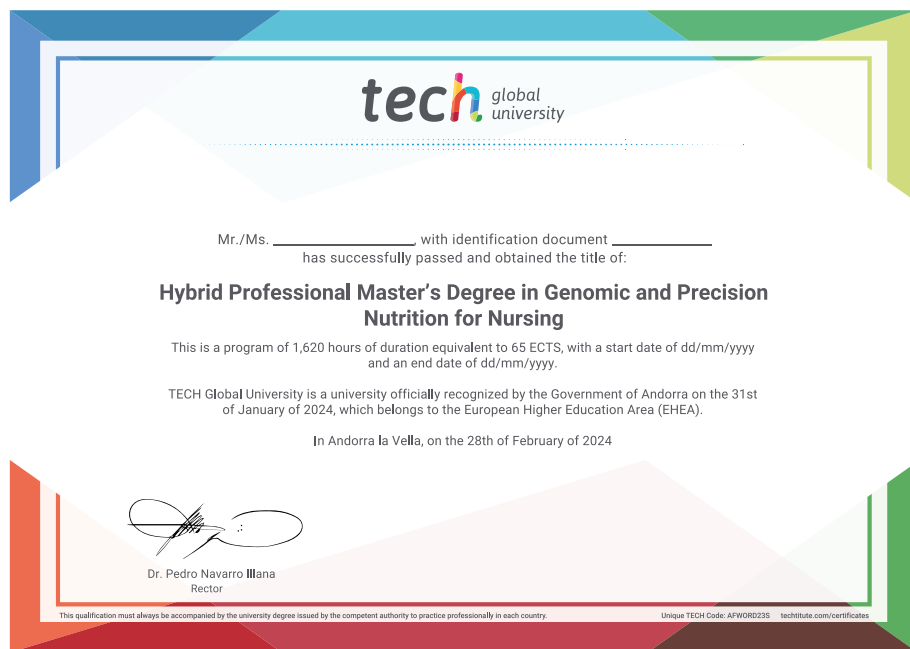 tech global
university
Mr./Ms. ____________, with identification document ____________
has successfully passed and obtained the title of:
Hybrid Professional Master’s Degree in Genomic and Precision
Nutrition for Nursing
This is a program of 1,620 hours of duration equivalent to 65 ECTS, with a start date of dd/mm/yyyy
and an end date of dd/mm/yyyy.
TECH Global University is a university officially recognized by the Government of Andorra on the 31st
of January of 2024, which belongs to the European Higher Education Area (EHEA).
In Andorra la Vella, on the 28th of February of 2024
Dr. Pedro Navarro Illana
Rector
This qualification must always be accompanied by the university degree issued by the competent authority to practice professionally in each country.
Unique TECH Code: AFWORD23S techtitute.com/certificates